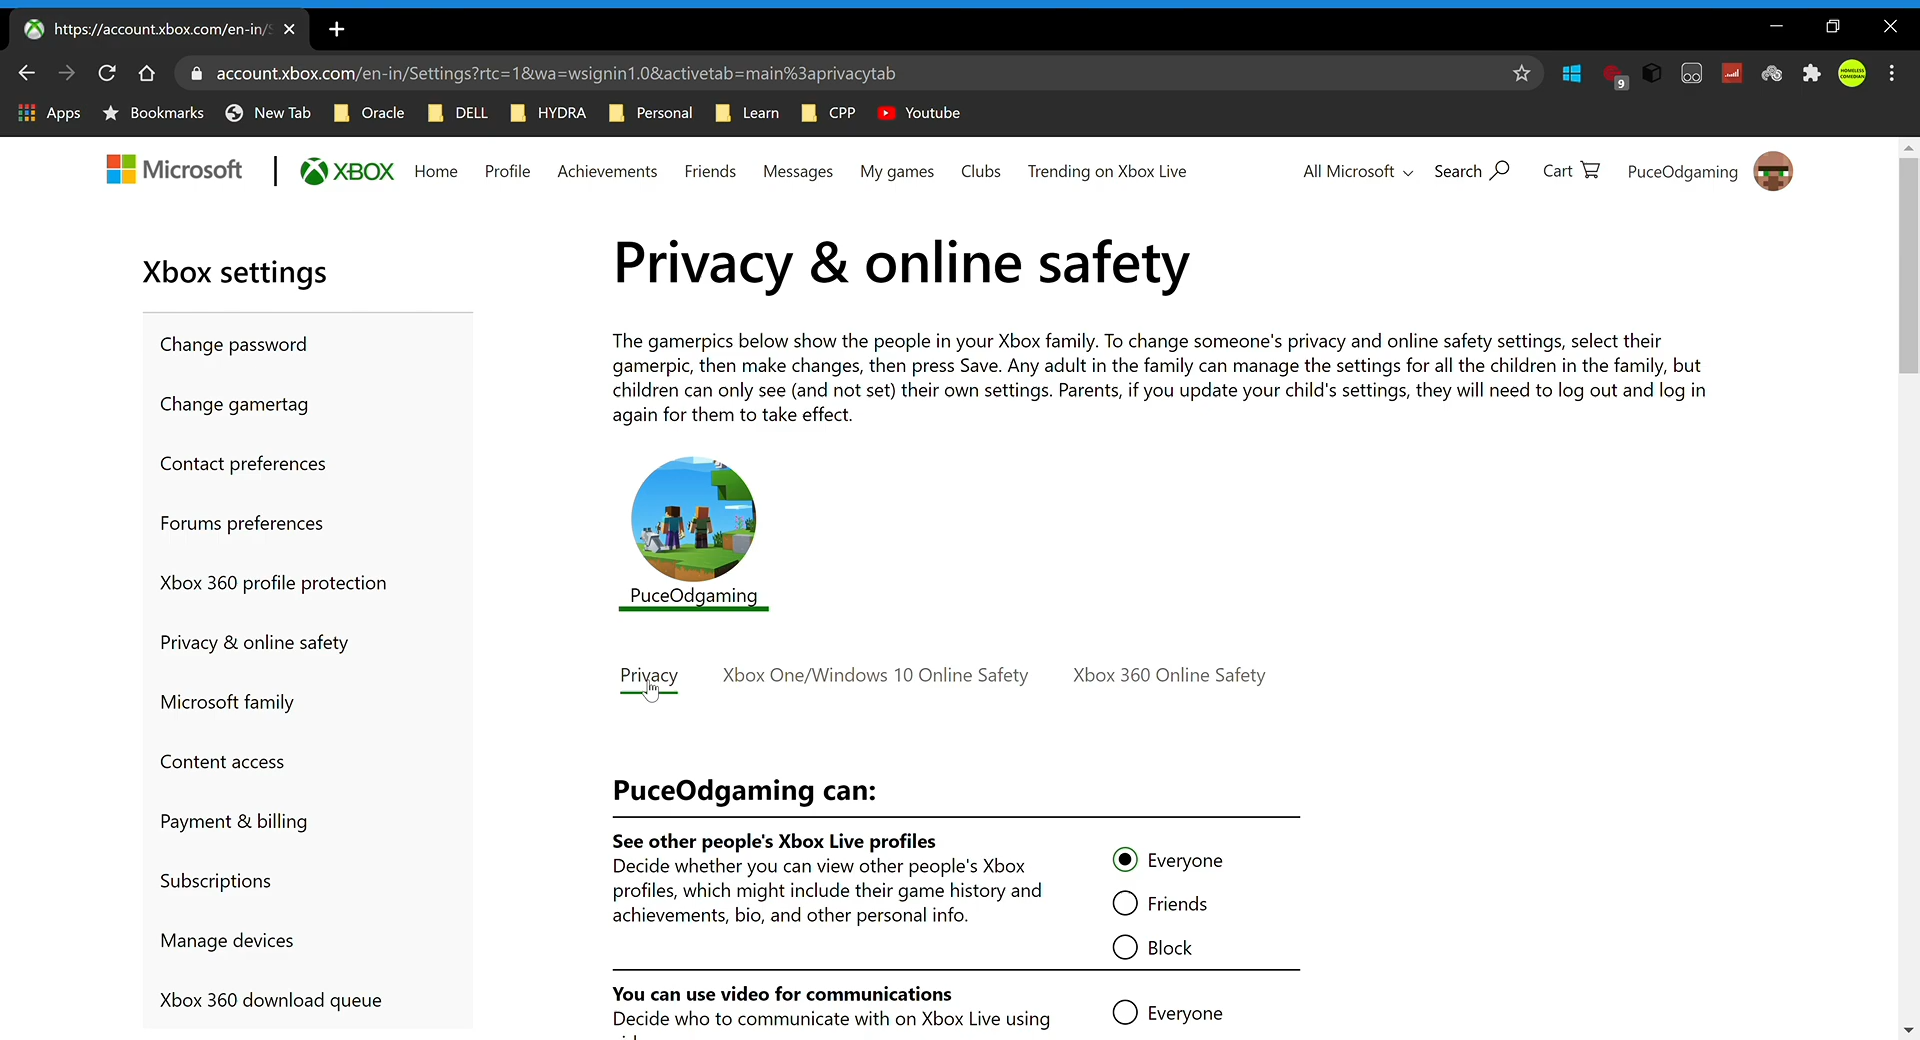 https://account.xbox.com/en-in/
account.xbox.com/en-in/Settings?rtc=1&wa=wsignin1.0&activetab=main%3aprivacytab
9
HOMELESS
COMEDIAN
Apps
Bookmarks
New Tab
Oracle
DELL
HYDRA
Personal
Learn
CPP
Youtube
Microsoft
XBOX
Home
Profile
Achievements
Friends
Messages
My games
Clubs
Trending on Xbox Live
All Microsoft
Search
Cart
PuceOdgaming
Xbox settings
Change password
Change gamertag
Contact preferences
Forums preferences
Xbox 360 profile protection
Privacy & online safety
Microsoft family
Content access
Payment & billing
Subscriptions
Manage devices
Xbox 360 download queue
Privacy & online safety
The gamerpics below show the people in your Xbox family. To change someone's privacy and online safety settings, select their
gamerpic, then make changes, then press Save. Any adult in the family can manage the settings for all the children in the family, but
children can only see (and not set) their own settings. Parents, if you update your child's settings, they will need to log out and log in
again for them to take effect.
PuceOdgaming
Privacy
Xbox One/Windows 10 Online Safety
Xbox 360 Online Safety
PuceOdgaming can:
See other people's Xbox Live profiles
Decide whether you can view other people's Xbox
profiles, which might include their game history and
achievements, bio, and other personal info.
Everyone
Friends
Block
You can use video for communications
Decide who to communicate with on Xbox Live using
Everyone